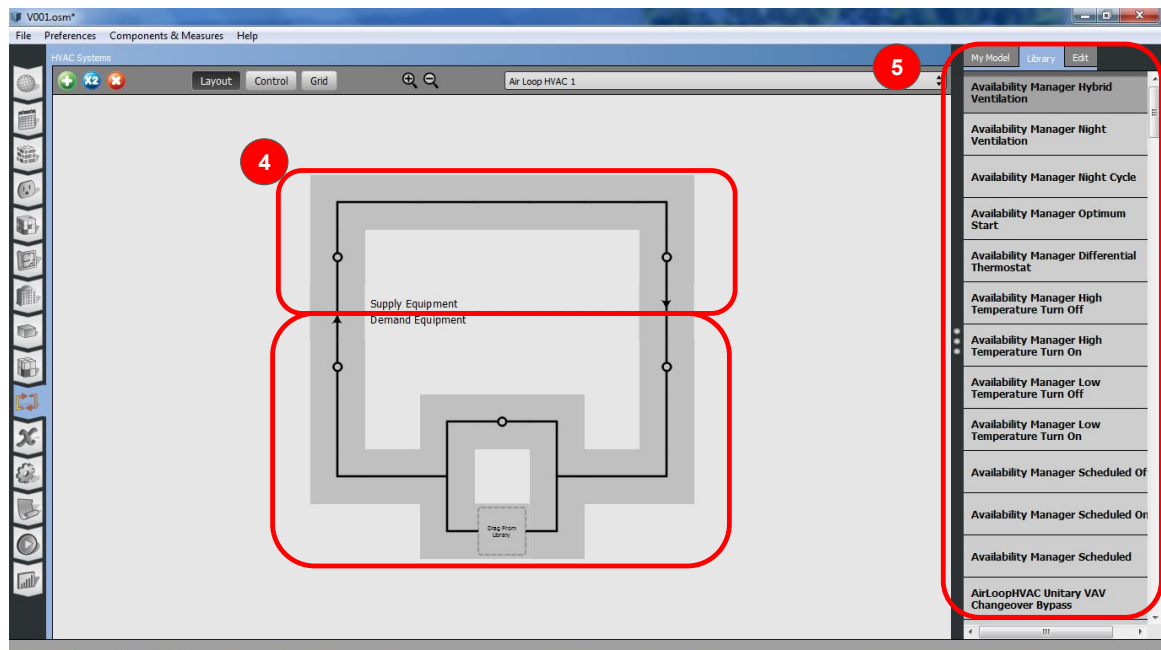 V001.osm*
File Preferences Components & Measures Help
HVAC Systems
X2
Layout Control Grid
Air Loop HVAC 1
5
My Model Library Edit
4
Supply Equipment
Demand Equipment
Drag From
Library
Availability Manager Hybrid
Ventilation
Availability Manager Night
Ventilation
Availability Manager Night Cycle
Availability Manager Optimum
Start
Availability Manager Differential
Thermostat
Availability Manager High
Temperature Turn Off
Availability Manager High
Temperature Turn On
Availability Manager Low
Temperature Turn Off
Availability Manager Low
Temperature Turn On
Availability Manager Scheduled Of
Availability Manager Scheduled On
Availability Manager Scheduled
AirLoopHVAC Unitary VAV
Changeover Bypass